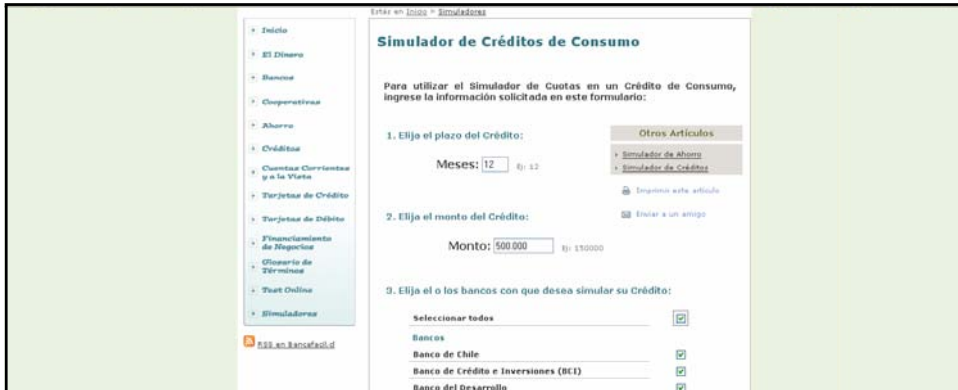 Estás en Inicio > Simuladores
Inicio
El Dinero
Bancos
Cooperativas
Ahorro
Créditos
Cuentas Corrientes
y a la Vista
Tarjetas de Crédito
Tarjetas de Débito
Financiamiento
de Negocios
Glosario de
Términos
Test Online
Simuladores
RSS en Bancafacil.cl
Simulador de Créditos de Consumo
Para utilizar el Simulador de Cuotas en un Crédito de Consumo,
ingrese la información solicitada en este formulario:
1. Elija el plazo del Crédito:
Meses: 12 Ej: 12
Otros Artículos
Simulador de Ahorro
Simulador de Créditos
Imprimir este artículo
Enviar a un amigo
2. Elija el monto del Crédito:
Monto: 500.000 Ej: 150000
3. Elija el o los bancos con que desea simular su Crédito:
Seleccionar todos
Bancos
Banco de Chile
Banco de Crédito e Inversiones (BCI)
Banco del Desarrollo